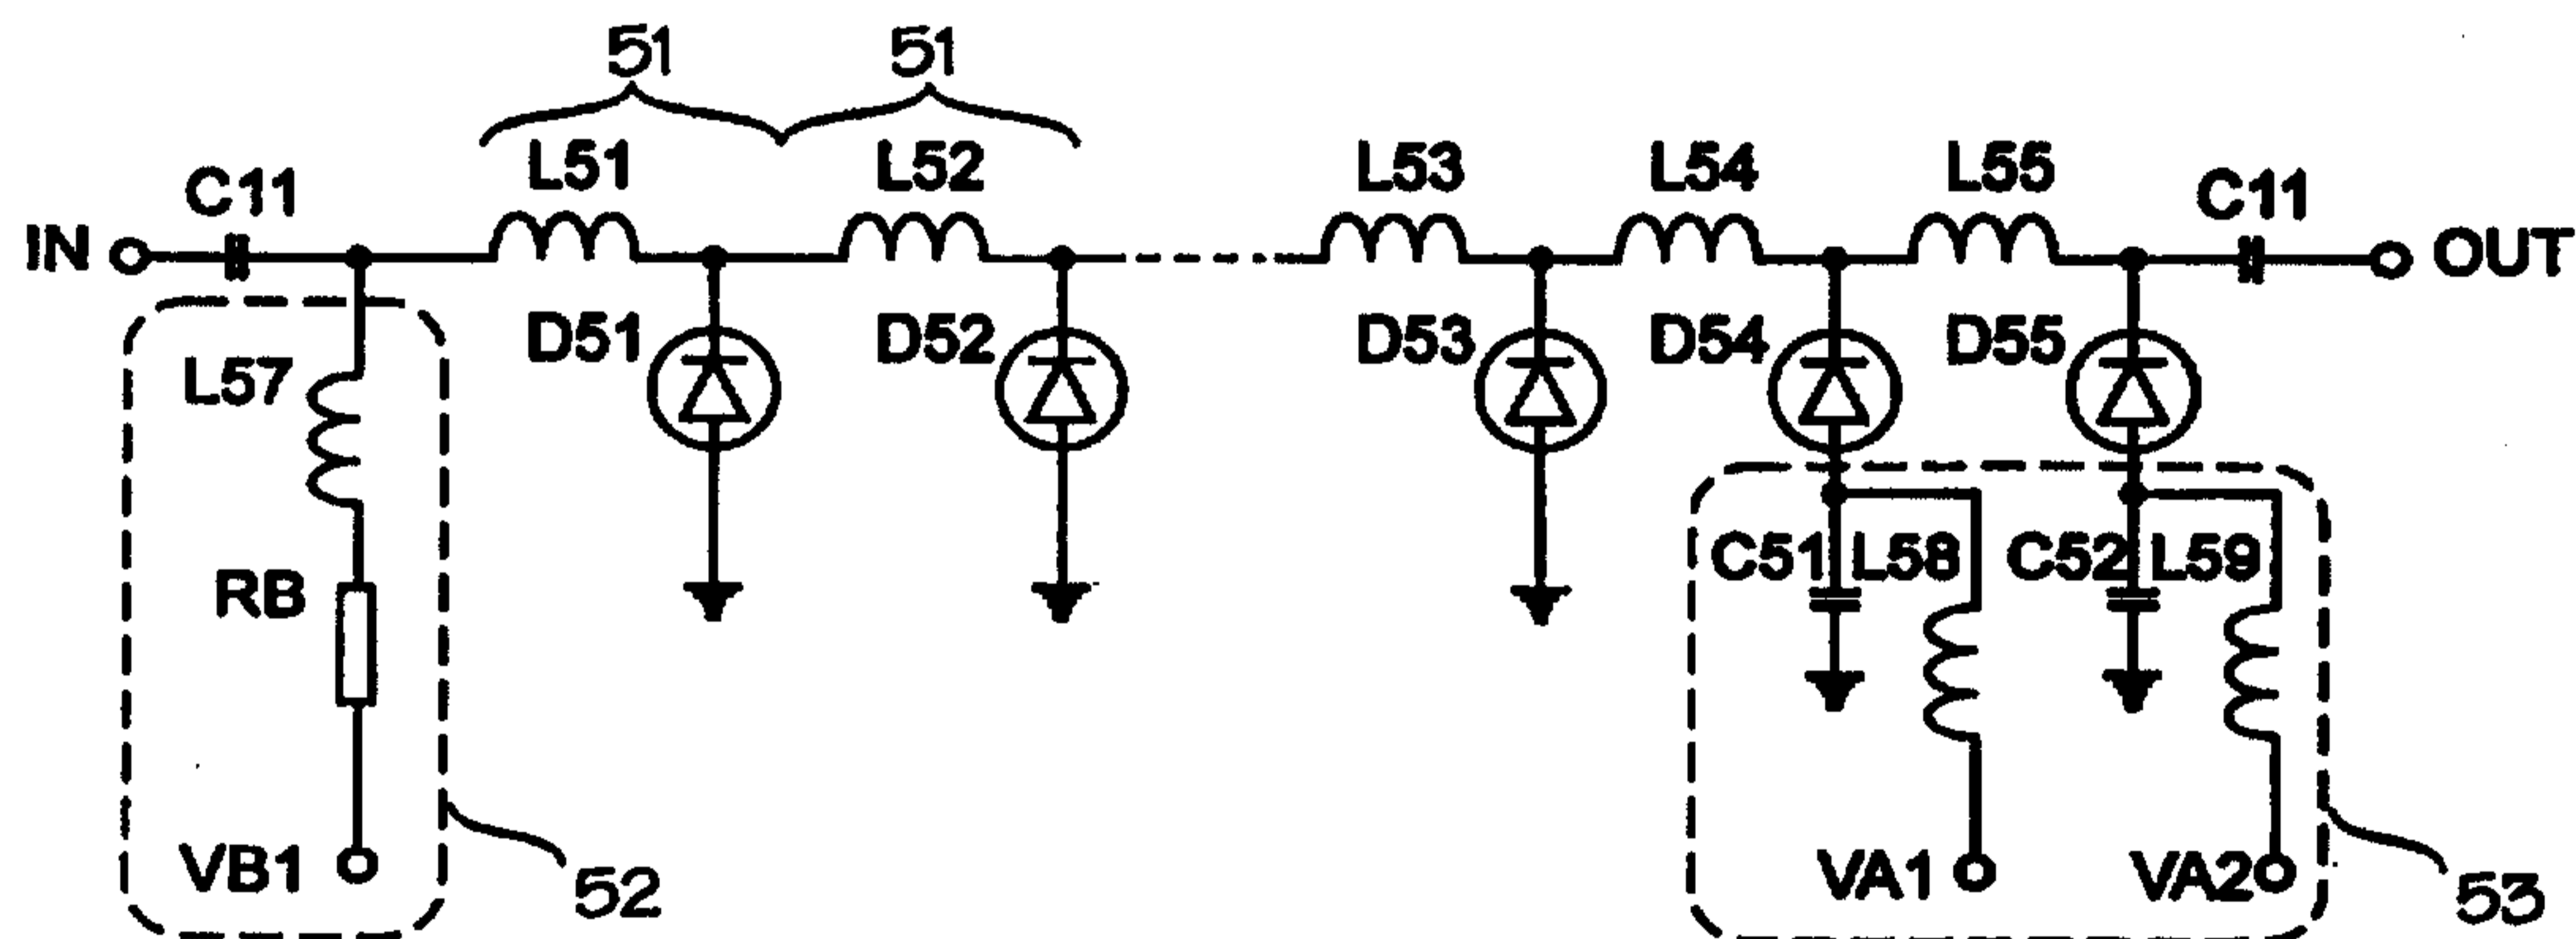 51 51
C11 L51 L52 L53 L54 L55 C11
IN OUT
L57 D51 D52 D53 D54 D55
RB C51 L58 C52 L59
VB1 52 VA1 VA2 53